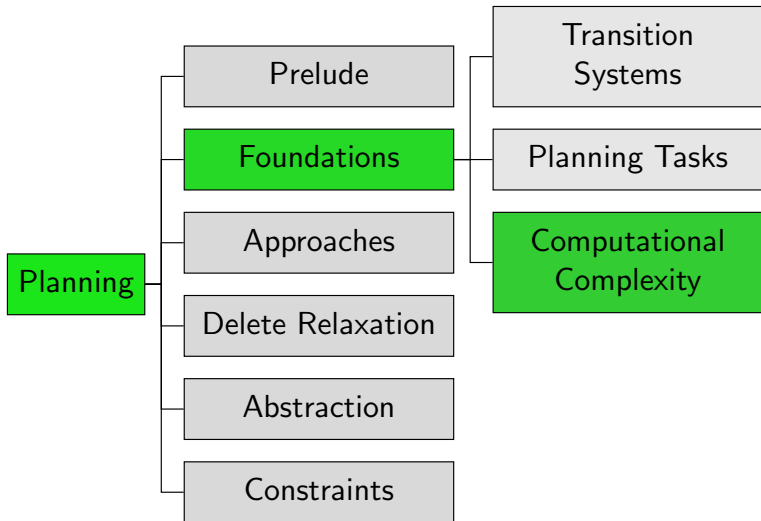 Planning
Prelude
Foundations
Approaches
Delete Relaxation
Abstraction
Constraints
Transition
Systems
Planning Tasks
Computational
Complexity